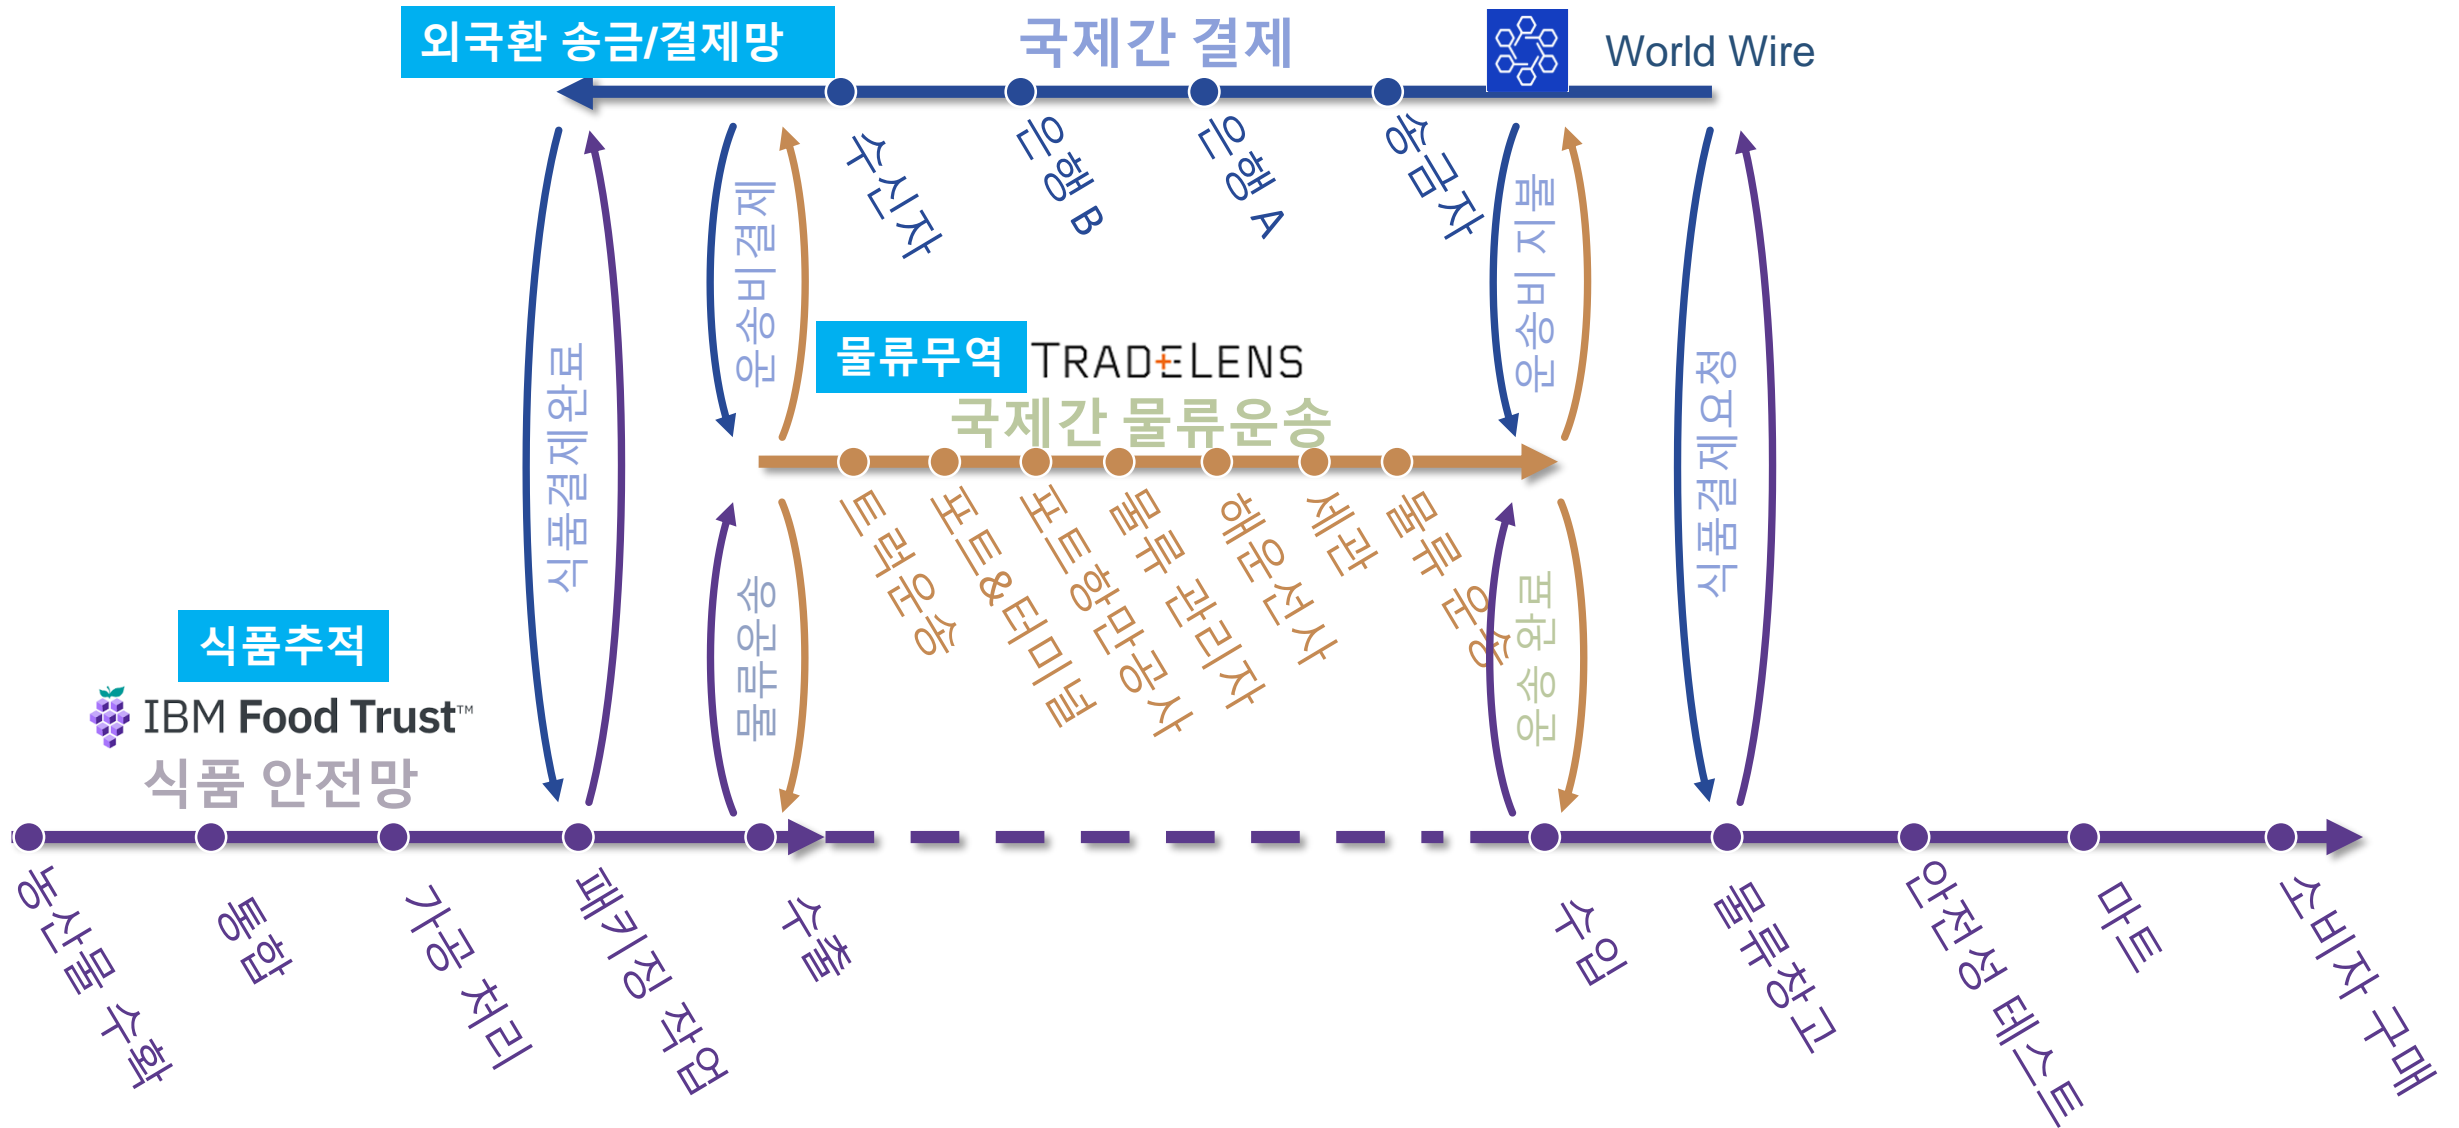 외국환 송금/결제망
국제간 결제
World Wire
수신자
은행 B
은행 A
송금자
식품결제완료
운송비결제
운송비 지불
식품결제요청
물류무역
TRADELENS
국제간 물류운송
트럭운송
포트&터미널
포트항만공사
물류 관리자
해운선사
세관
물류 운송
물류운송
운송 완료
식품추적
IBM Food Trust™
식품 안전망
농산물 수확
통합
가공 처리
패키징 작업
수출
수입
물류창고
안전성 테스트
마트
소비자 구매